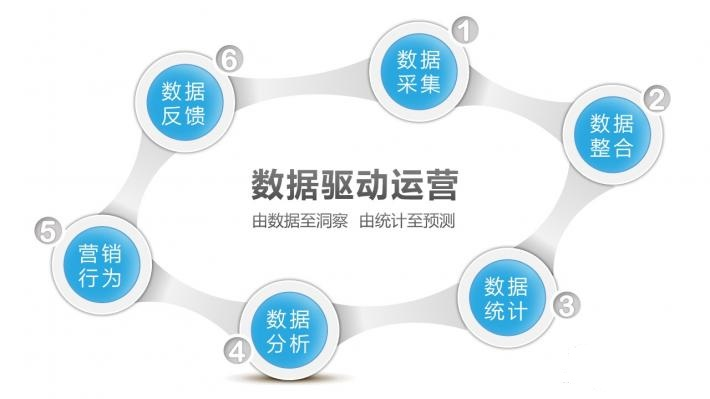 数据驱动运营
由数据至洞察 由统计至预测
1
数据
采集
2
数据
整合
3
数据
统计
4
数据
分析
5
营销
行为
6
数据
反馈